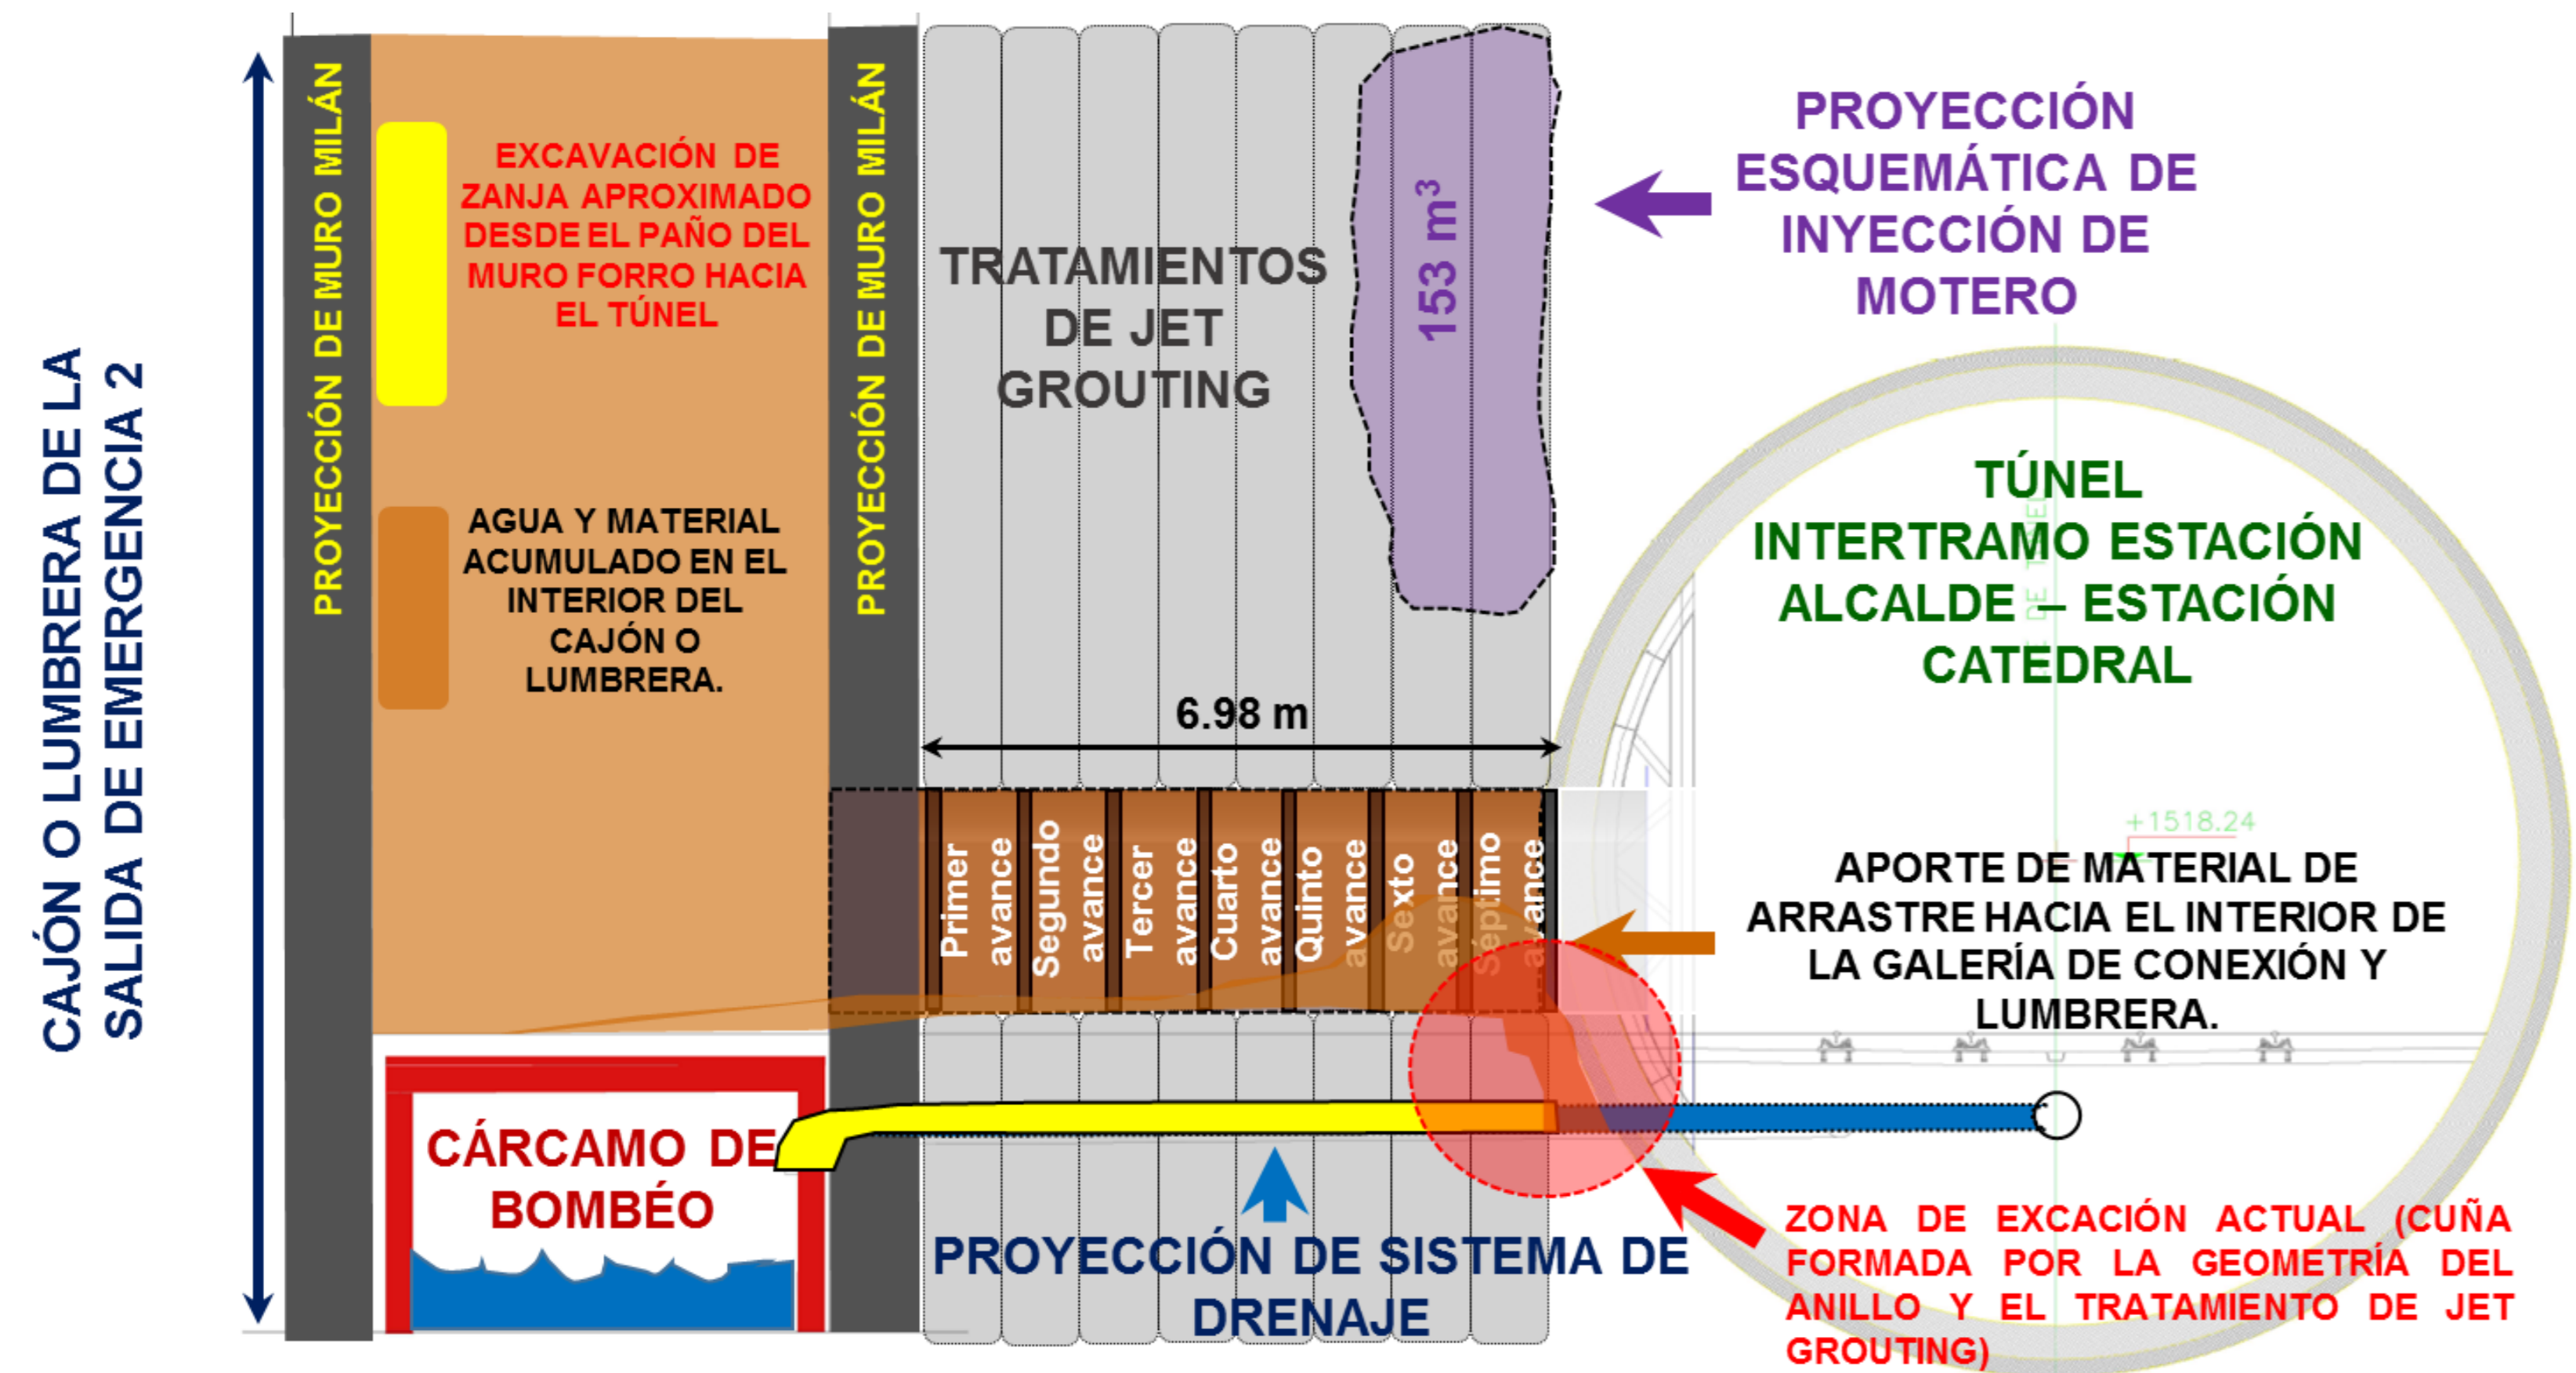 CAJÓN O LUMBRERA DE LA
SALIDA DE EMERGENCIA 2
PROYECCIÓN DE MURO MILÁN
EXCAVACIÓN DE
ZANJA APROXIMADO
DESDE EL PAÑO DEL
MURO FORRO HACIA
EL TÚNEL
AGUA Y MATERIAL
ACUMULADO EN EL
INTERIOR DEL
CAJÓN O
LUMBRERA.
PROYECCIÓN DE MURO MILÁN
TRATAMIENTOS
DE JET
GROUTING
153 m³
PROYECCIÓN
ESQUEMÁTICA DE
INYECCIÓN DE
MOTERO
TÚNEL
INTERTRAMO ESTACIÓN
ALCALDE – ESTACIÓN
CATEDRAL
6.98 m
Primer
avance
Segundo
avance
Tercer
avance
Cuarto
avance
Quinto
avance
Sexto
avance
Séptimo
avance
+1518.24
APORTE DE MATERIAL DE
ARRASTRE HACIA EL INTERIOR DE
LA GALERÍA DE CONEXIÓN Y
LUMBRERA.
CÁRCAMO DE
BOMBÉO
PROYECCIÓN DE SISTEMA DE
DRENAJE
ZONA DE EXCACIÓN ACTUAL (CUÑA
FORMADA POR LA GEOMETRÍA DEL
ANILLO Y EL TRATAMIENTO DE JET
GROUTING)